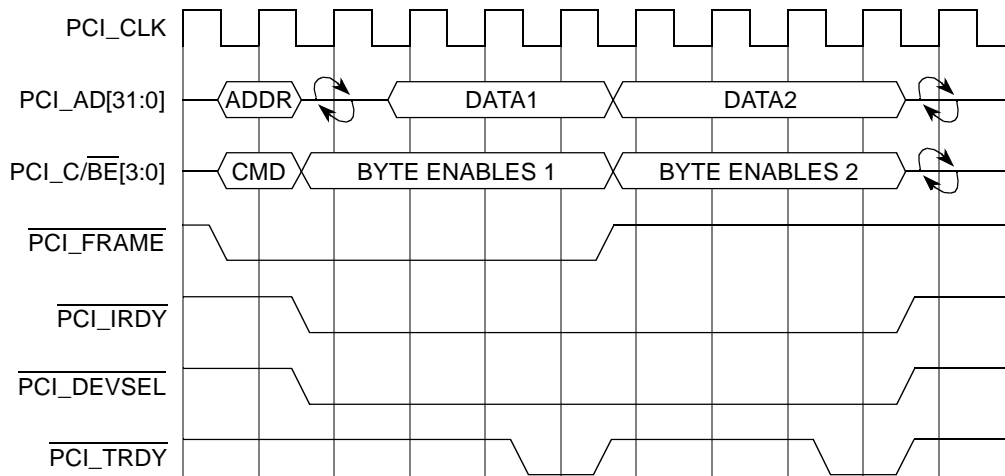 PCI_CLK
PCI_AD[31:0] ADDR DATA1 DATA2
PCI_C/BE[3:0] CMD BYTE ENABLES 1 BYTE ENABLES 2
PCI_FRAME
PCI_IRDY
PCI_DEVSEL
PCI_TRDY